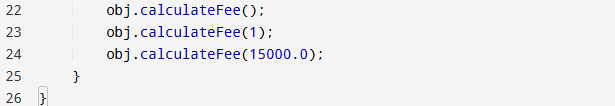 22 obj.calculateFee();
23 obj.calculateFee(1);
24 obj.calculateFee(15000.0);
25 }
26 }